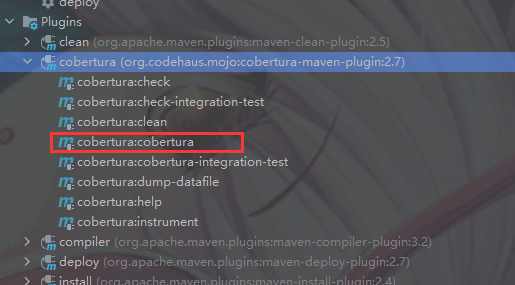 deploy
Plugins
clean (org.apache.maven.plugins:maven-clean-plugin:2.5)
cobertura (org.codehaus.mojo:cobertura-maven-plugin:2.7)
cobertura:check
cobertura:check-integration-test
cobertura:clean
cobertura:cobertura
cobertura:cobertura-integration-test
cobertura:dump-datafile
cobertura:help
cobertura:instrument
compiler (org.apache.maven.plugins:maven-compiler-plugin:3.2)
deploy (org.apache.maven.plugins:maven-deploy-plugin:2.7)
install (org.apache.maven.plugins:maven-install-plugin:2.4)